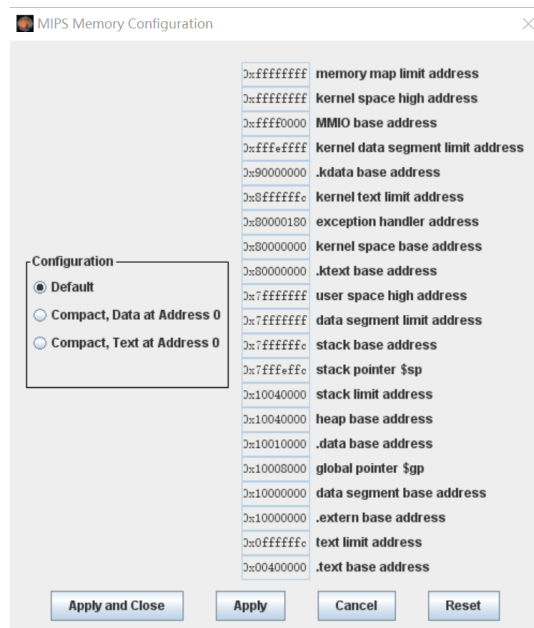 MIPS Memory Configuration
0xffffffff memory map limit address
0xffffffff kernel space high address
0xffff0000 MMIO base address
0xfffeffff kernel data segment limit address
0x90000000 .kdata base address
0x8ffffffc kernel text limit address
0x80000180 exception handler address
0x80000000 kernel space base address
0x80000000 .ktext base address
0x7fffffff user space high address
0x7fffffff data segment limit address
0x7ffffffc stack base address
0x7fffeffc stack pointer $sp
0x10040000 stack limit address
0x10040000 heap base address
0x10010000 .data base address
0x10008000 global pointer $gp
0x10000000 data segment base address
0x10000000 .extern base address
0x0ffffffc text limit address
0x00400000 .text base address
Configuration
Default
Compact, Data at Address 0
Compact, Text at Address 0
Apply and Close Apply Cancel Reset